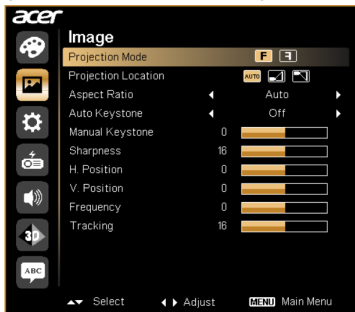 acer
Image
Projection Mode F F
Projection Location AUTO
Aspect Ratio Auto
Auto Keystone Off
Manual Keystone 0
Sharpness 16
H. Position 0
V. Position 0
Frequency 0
Tracking 16
3D
ABC
Select Adjust MENU Main Menu